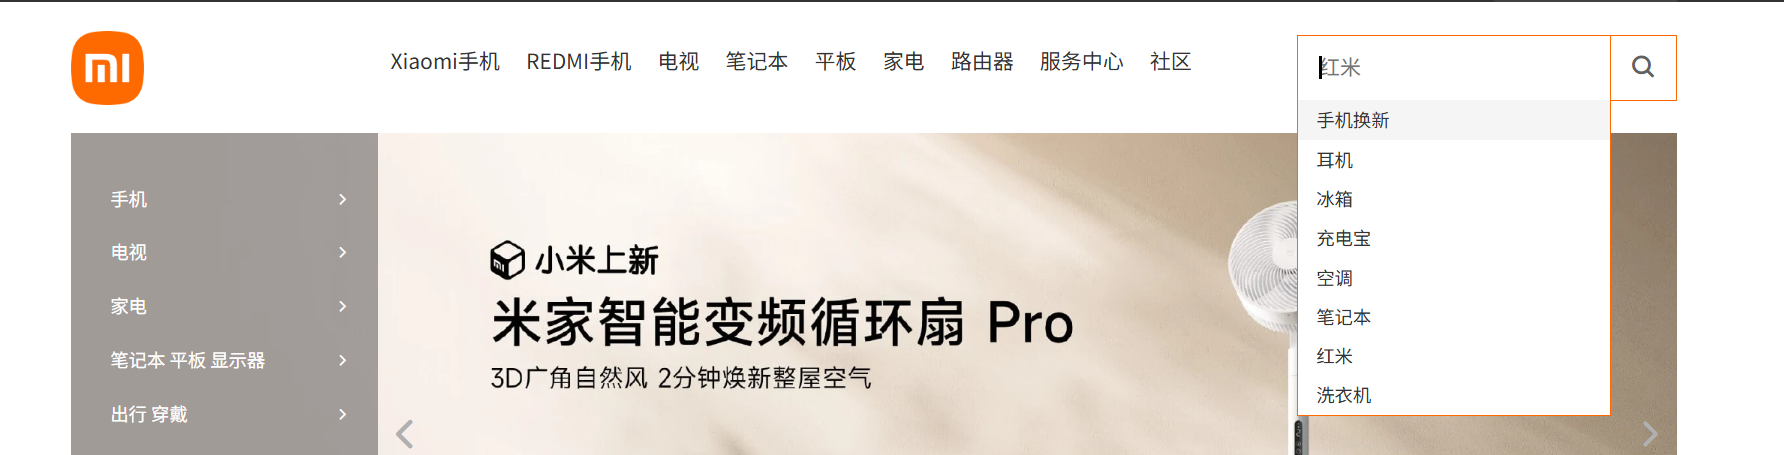 mi
Xiaomi手机 REDMI手机 电视 笔记本 平板 家电 路由器 服务中心 社区
红米
手机换新
耳机
冰箱
充电宝
空调
笔记本
红米
洗衣机
手机
电视
家电
笔记本 平板 显示器
出行 穿戴
小米上新
米家智能变频循环扇 Pro
3D广角自然风 2分钟焕新整屋空气